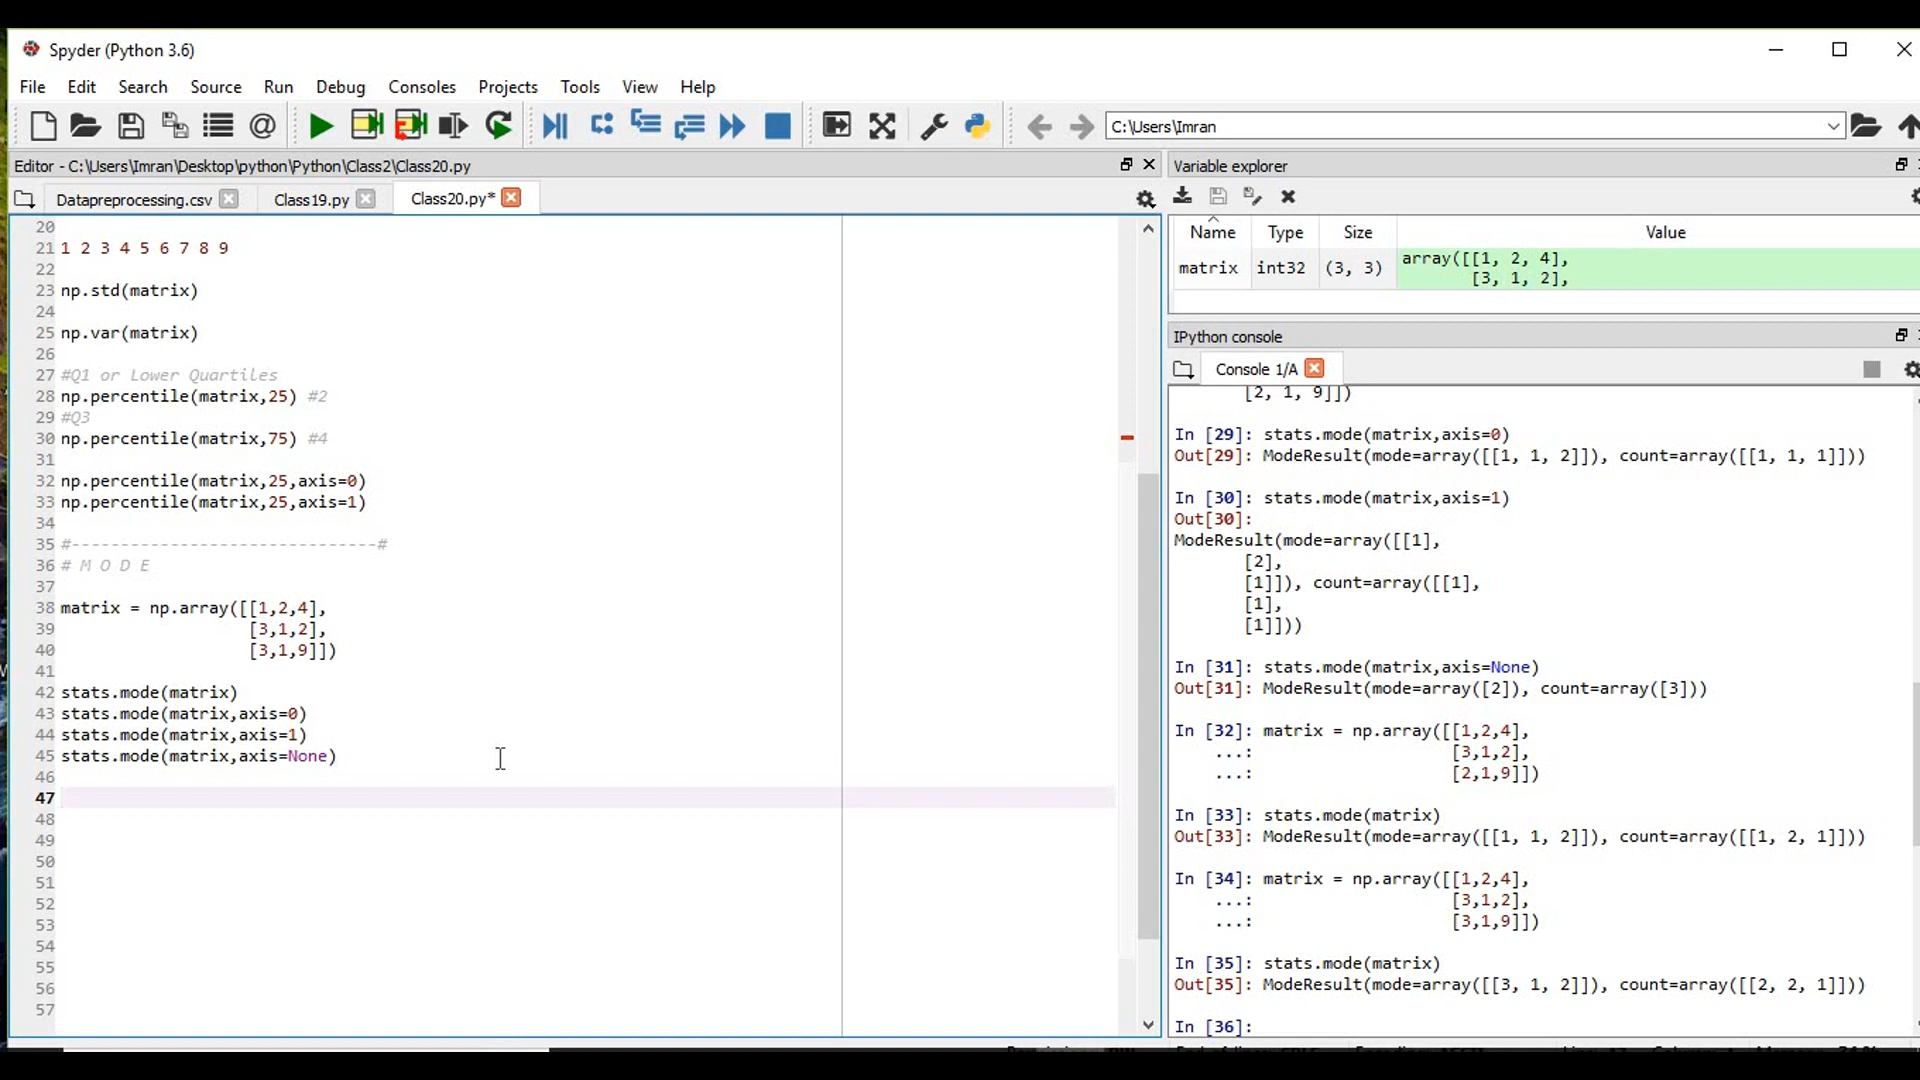 Spyder (Python 3.6)
File Edit Search Source Run Debug Consoles Projects Tools View Help
C:\Users\Imran
Editor - C:\Users\Imran\Desktop\python\Python\Class2\Class20.py
Datapreprocessing.csv Class19.py Class20.py*
20
21 1 2 3 4 5 6 7 8 9
22
23 np.std(matrix)
24
25 np.var(matrix)
26
27 #Q1 or Lower Quartiles
28 np.percentile(matrix,25) #2
29 #Q3
30 np.percentile(matrix,75) #4
31
32 np.percentile(matrix,25,axis=0)
33 np.percentile(matrix,25,axis=1)
34
35 #-------------------------------#
36 # M O D E
37
38 matrix = np.array([[1,2,4],
39 [3,1,2],
40 [3,1,9]])
41
42 stats.mode(matrix)
43 stats.mode(matrix,axis=0)
44 stats.mode(matrix,axis=1)
45 stats.mode(matrix,axis=None)
46
47
48
49
50
51
52
53
54
55
56
57
Variable explorer
Name Type Size Value
matrix int32 (3, 3) array([[1, 2, 4],
[3, 1, 2],
IPython console
Console 1/A
[2, 1, 9]])
In [29]: stats.mode(matrix,axis=0)
Out[29]: ModeResult(mode=array([[1, 1, 2]]), count=array([[1, 1, 1]]))
In [30]: stats.mode(matrix,axis=1)
Out[30]:
ModeResult(mode=array([[1],
[2],
[1]]), count=array([[1],
[1],
[1]]))
In [31]: stats.mode(matrix,axis=None)
Out[31]: ModeResult(mode=array([2]), count=array([3]))
In [32]: matrix = np.array([[1,2,4],
...: [3,1,2],
...: [2,1,9]])
In [33]: stats.mode(matrix)
Out[33]: ModeResult(mode=array([[1, 1, 2]]), count=array([[1, 2, 1]]))
In [34]: matrix = np.array([[1,2,4],
...: [3,1,2],
...: [3,1,9]])
In [35]: stats.mode(matrix)
Out[35]: ModeResult(mode=array([[3, 1, 2]]), count=array([[2, 2, 1]]))
In [36]: